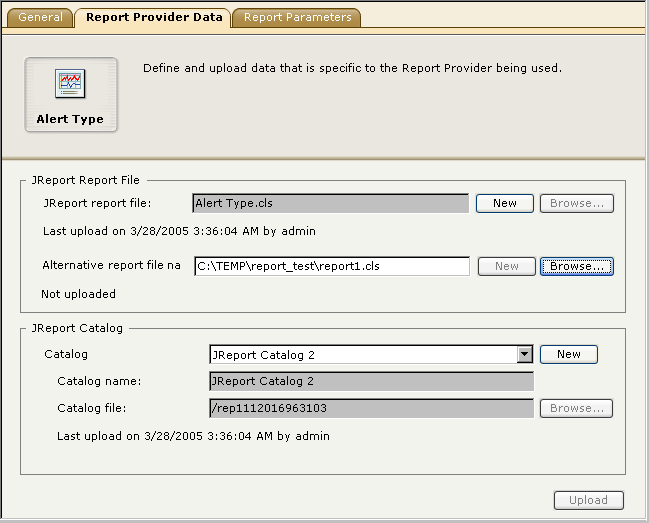 General Report Provider Data Report Parameters
Define and upload data that is specific to the Report Provider being used.
Alert Type
JReport Report File
JReport report file: Alert Type.cls New Browse...
Last upload on 3/28/2005 3:36:04 AM by admin
Alternative report file na C:\TEMP\report_test\report1.cls New Browse...
Not uploaded
JReport Catalog
Catalog JReport Catalog 2 New
Catalog name: JReport Catalog 2
Catalog file: /rep1112016963103 Browse...
Last upload on 3/28/2005 3:36:04 AM by admin
Upload